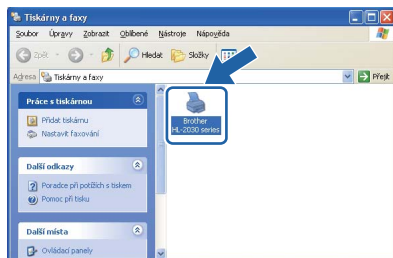 Tiskárny a faxy
Soubor Úpravy Zobrazit Oblíbené Nástroje Nápověda
Zpět Hledat Složky
Adresa Tiskárny a faxy Přejít
Práce s tiskárnou
Přidat tiskárnu
Nastavit faxování
Další odkazy
Poradce při potížích s tiskem
Pomoc při tisku
Další místa
Ovládací panely
Brother
HL-2030 series